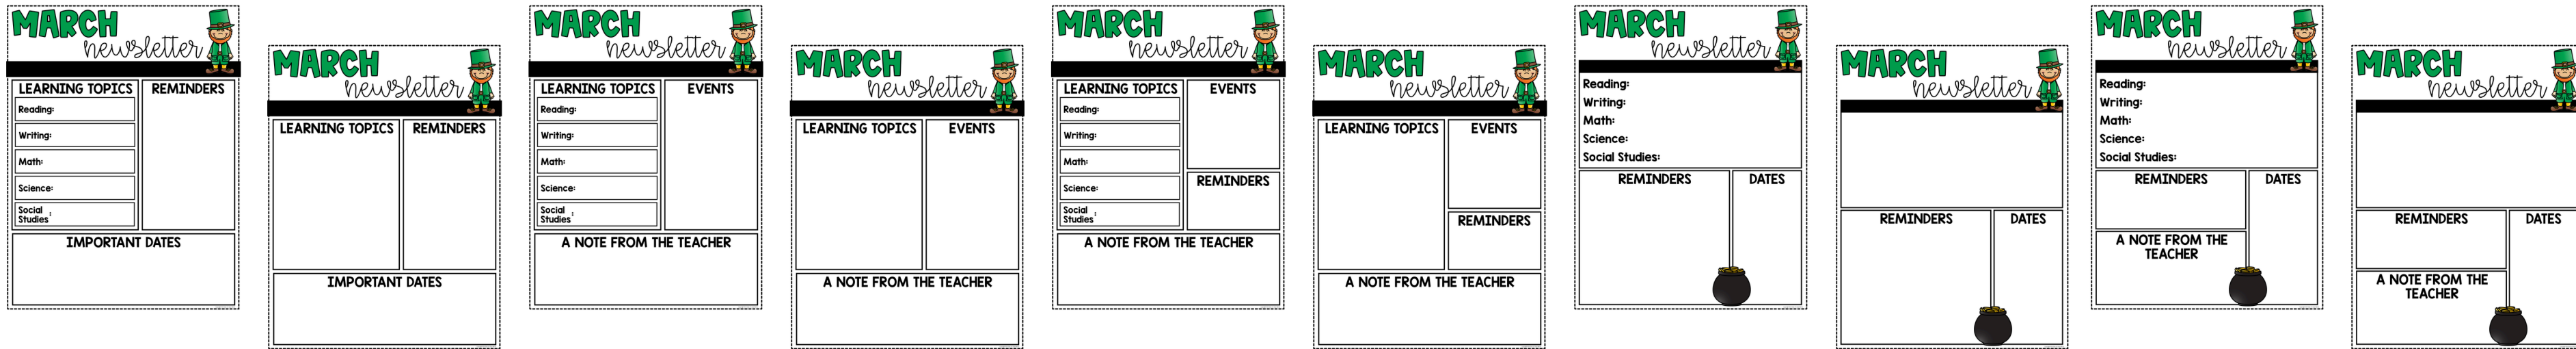 MARCH
newsletter
LEARNING TOPICS
Reading:
Writing:
Math:
Science:
Social
Studies :
REMINDERS
IMPORTANT DATES
MARCH
newsletter
LEARNING TOPICS
REMINDERS
IMPORTANT DATES
MARCH
newsletter
LEARNING TOPICS
Reading:
Writing:
Math:
Science:
Social
Studies :
EVENTS
A NOTE FROM THE TEACHER
MARCH
newsletter
LEARNING TOPICS
EVENTS
A NOTE FROM THE TEACHER
MARCH
newsletter
LEARNING TOPICS
Reading:
Writing:
Math:
Science:
Social
Studies :
EVENTS
REMINDERS
A NOTE FROM THE TEACHER
MARCH
newsletter
LEARNING TOPICS
EVENTS
REMINDERS
A NOTE FROM THE TEACHER
MARCH
newsletter
Reading:
Writing:
Math:
Science:
Social Studies:
REMINDERS
DATES
MARCH
newsletter
REMINDERS
DATES
MARCH
newsletter
Reading:
Writing:
Math:
Science:
Social Studies:
REMINDERS
DATES
A NOTE FROM THE
TEACHER
MARCH
newsletter
REMINDERS
DATES
A NOTE FROM THE
TEACHER